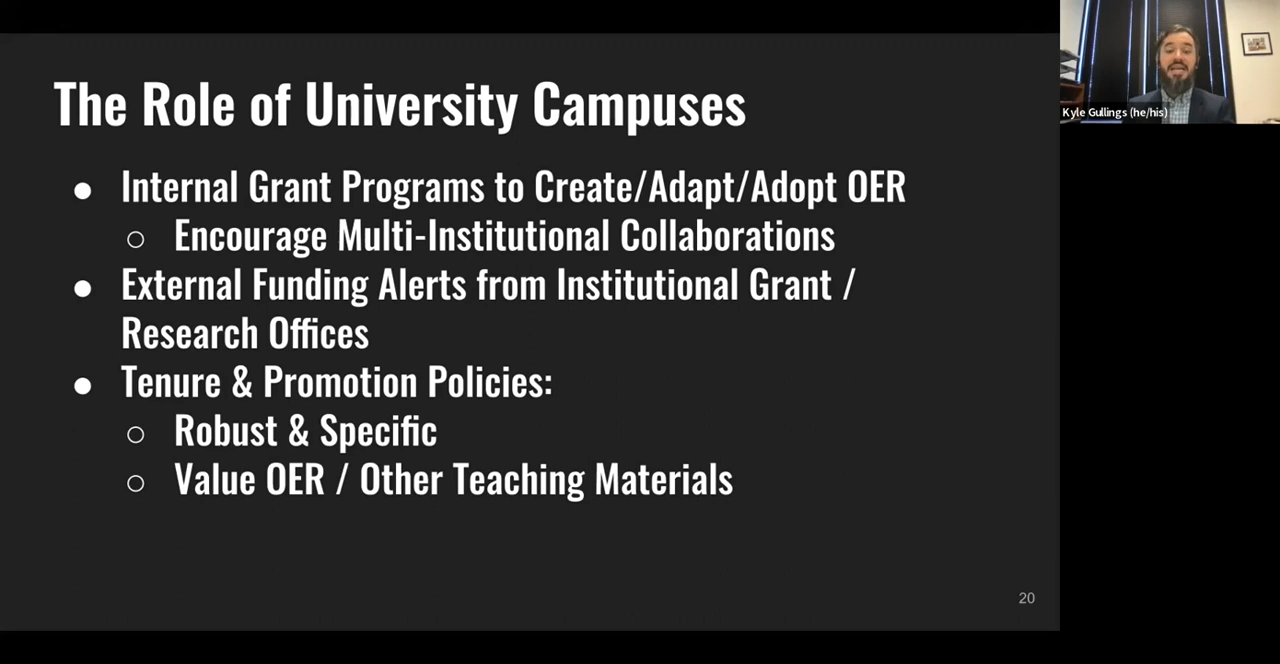 The Role of University Campuses
● Internal Grant Programs to Create/Adapt/Adopt OER
○ Encourage Multi-Institutional Collaborations
● External Funding Alerts from Institutional Grant /
Research Offices
● Tenure & Promotion Policies:
○ Robust & Specific
○ Value OER / Other Teaching Materials
20
Kyle Gullings (he/his)